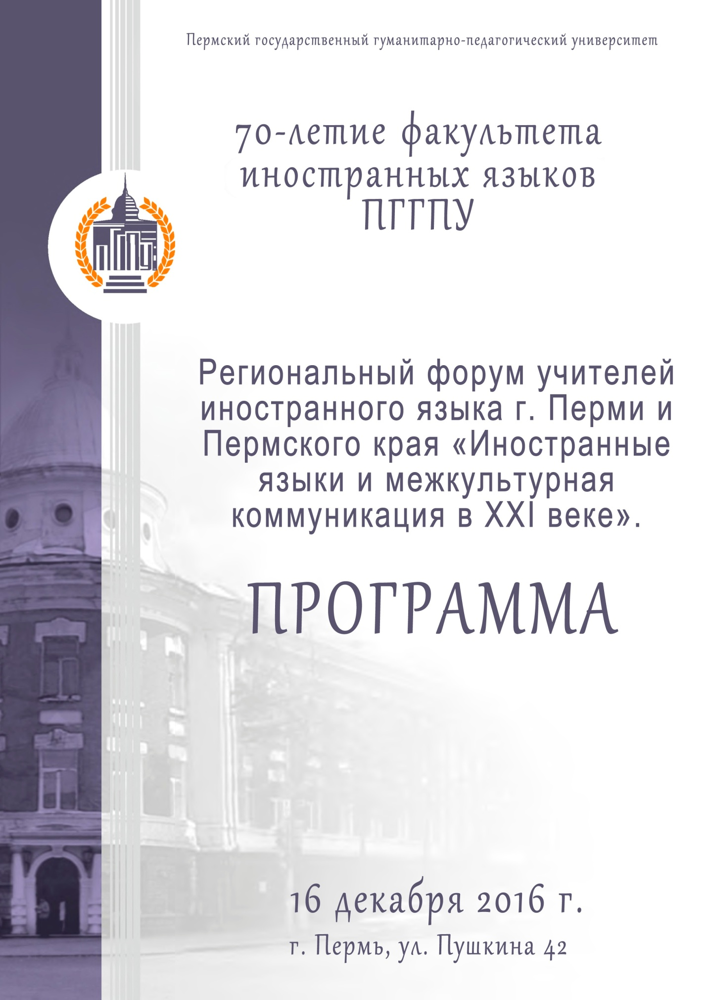 Пермский государственный гуманитарно-педагогический университет
70-летие факультета
иностранных языков
ПГГПУ
ПГГПУ
Региональный форум учителей
иностранного языка г. Перми и
Пермского края «Иностранные
языки и межкультурная
коммуникация в XXI веке».
ПРОГРАММА
16 декабря 2016 г.
г. Пермь, ул. Пушкина 42